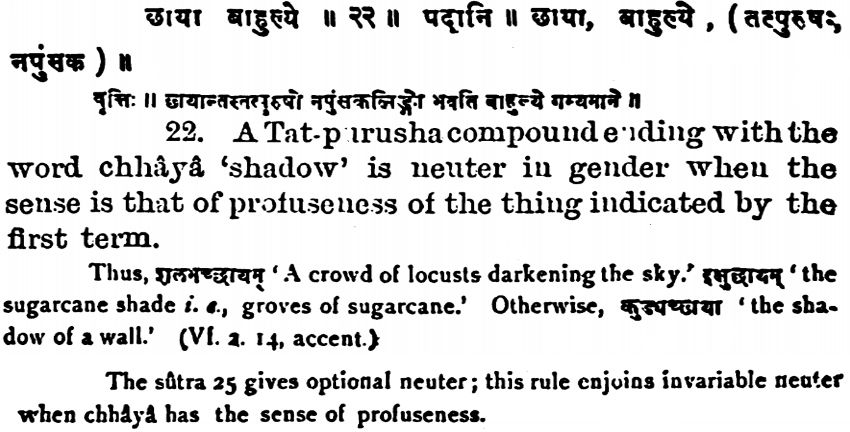 छाया बाहुल्ये ॥ २२ ॥ पदानि ॥ छाया, बाहुल्ये , ( तत्पुरुषः,
नपुंसक ) ॥
वृत्तिः ॥ छायान्तस्तत्पुरुषो नपुंसकलिङ्गो भवति बाहुल्ये गम्यमाने ॥
22. A Tat-purusha compound ending with the
word chhâyâ ‘shadow’ is neuter in gender when the
sense is that of profuseness of the thing indicated by the
first term.
Thus, शलभच्छायम् ‘A crowd of locusts darkening the sky.’ इक्षुछायम् ‘the
sugarcane shade i. e., groves of sugarcane.’ Otherwise, कुड्यच्छाया ‘the sha-
dow of a wall.’ (VI. 2. 14, accent.)
The sûtra 25 gives optional neuter ; this rule enjoins invariable neuter
when chhâyâ has the sense of profuseness.